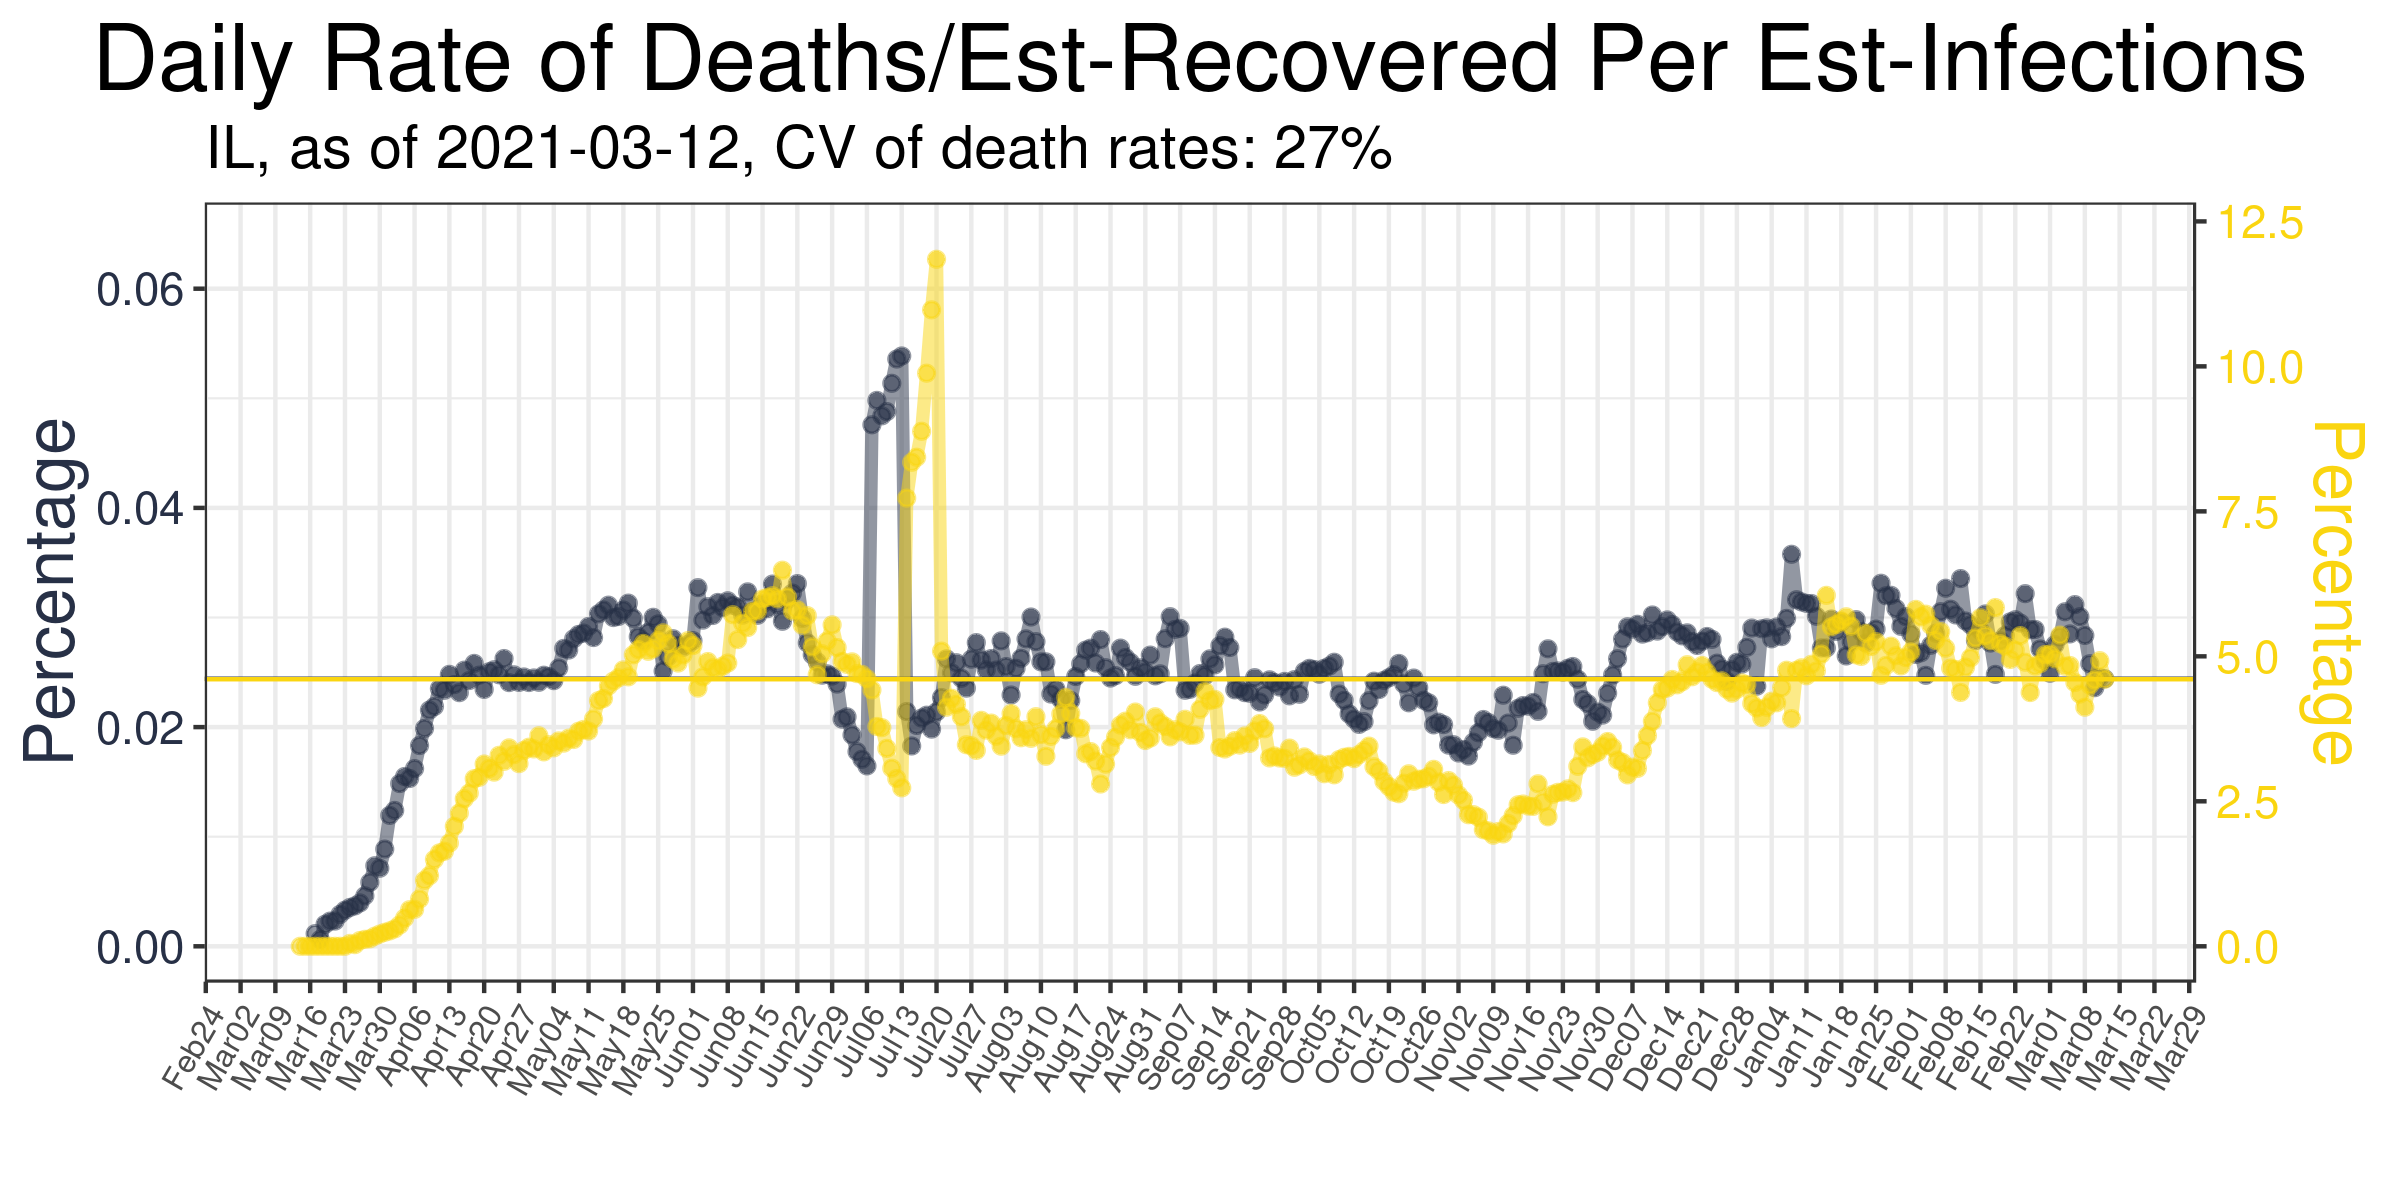 Daily Rate of Deaths/Est-Recovered Per Est-Infections
IL, as of 2021-03-12, CV of death rates: 27%
Percentage
0.06
0.04
0.02
0.00
12.5
10.0
7.5
5.0
2.5
0.0
Percentage
Feb24
Mar02
Mar09
Mar16
Mar23
Mar30
Apr06
Apr13
Apr20
Apr27
May04
May11
May18
May25
Jun01
Jun08
Jun15
Jun22
Jun29
Jul06
Jul13
Jul20
Jul27
Aug03
Aug10
Aug17
Aug24
Aug31
Sep07
Sep14
Sep21
Sep28
Oct05
Oct12
Oct19
Oct26
Nov02
Nov09
Nov16
Nov23
Nov30
Dec07
Dec14
Dec21
Dec28
Dec04
Jan04
Jan11
Jan18
Jan25
Feb01
Feb08
Feb15
Feb22
Mar01
Mar08
Mar15
Mar22
Mar29